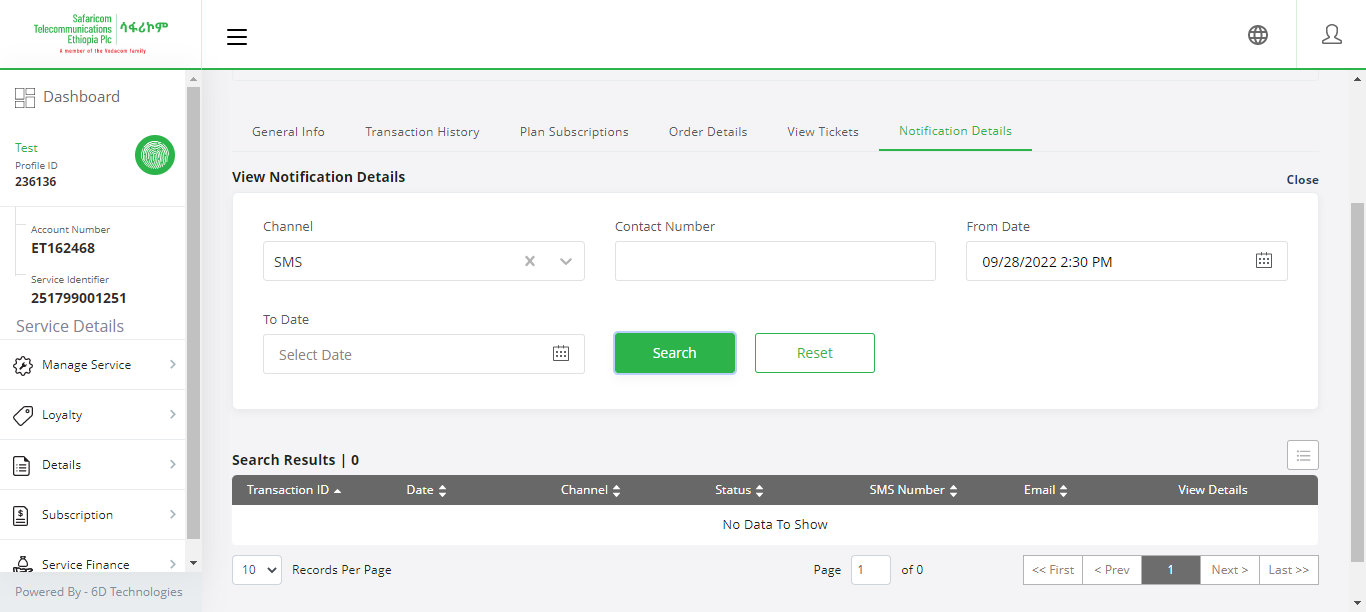 Safaricom
Telecommunications
Ethiopia Plc
ሳፋሪኮም
A member of the Vodacom family
Dashboard
Test
Profile ID
236136
Account Number
ET162468
Service Identifier
251799001251
Service Details
Manage Service
Loyalty
Details
Subscription
Service Finance
Powered By - 6D Technologies
General Info Transaction History Plan Subscriptions Order Details View Tickets Notification Details
View Notification Details Close
Channel Contact Number From Date
SMS 09/28/2022 2:30 PM
To Date
Select Date Search Reset
Search Results | 0
Transaction ID Date Channel Status SMS Number Email View Details
No Data To Show
10 Records Per Page Page 1 of 0 << First < Prev 1 Next > Last >>